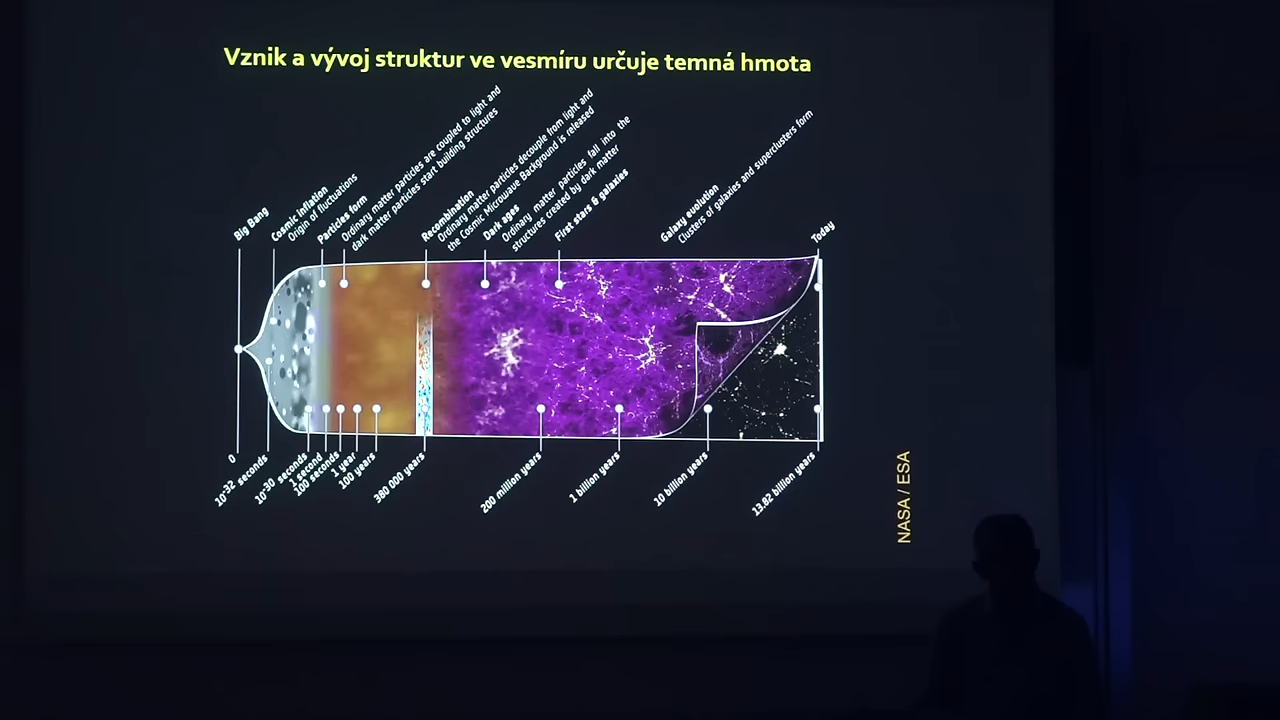 Vznik a vývoj struktur ve vesmíru určuje temná hmota
Big Bang
Cosmic inflation
Origin of fluctuations
Particles form
Ordinary matter particles are coupled to light and
dark matter particles start building structures
Recombination
Ordinary matter particles decouple from light and
the Cosmic Microwave Background is released
Dark ages
Ordinary matter particles fall into the
structures created by dark matter
First stars & galaxies
Galaxy evolution
Clusters of galaxies and superclusters form
Today
0
10-32 seconds
10-30 seconds
1 second
100 seconds
1 year
100 years
380 000 years
200 million years
1 billion years
10 billion years
13.82 billion years
NASA / ESA